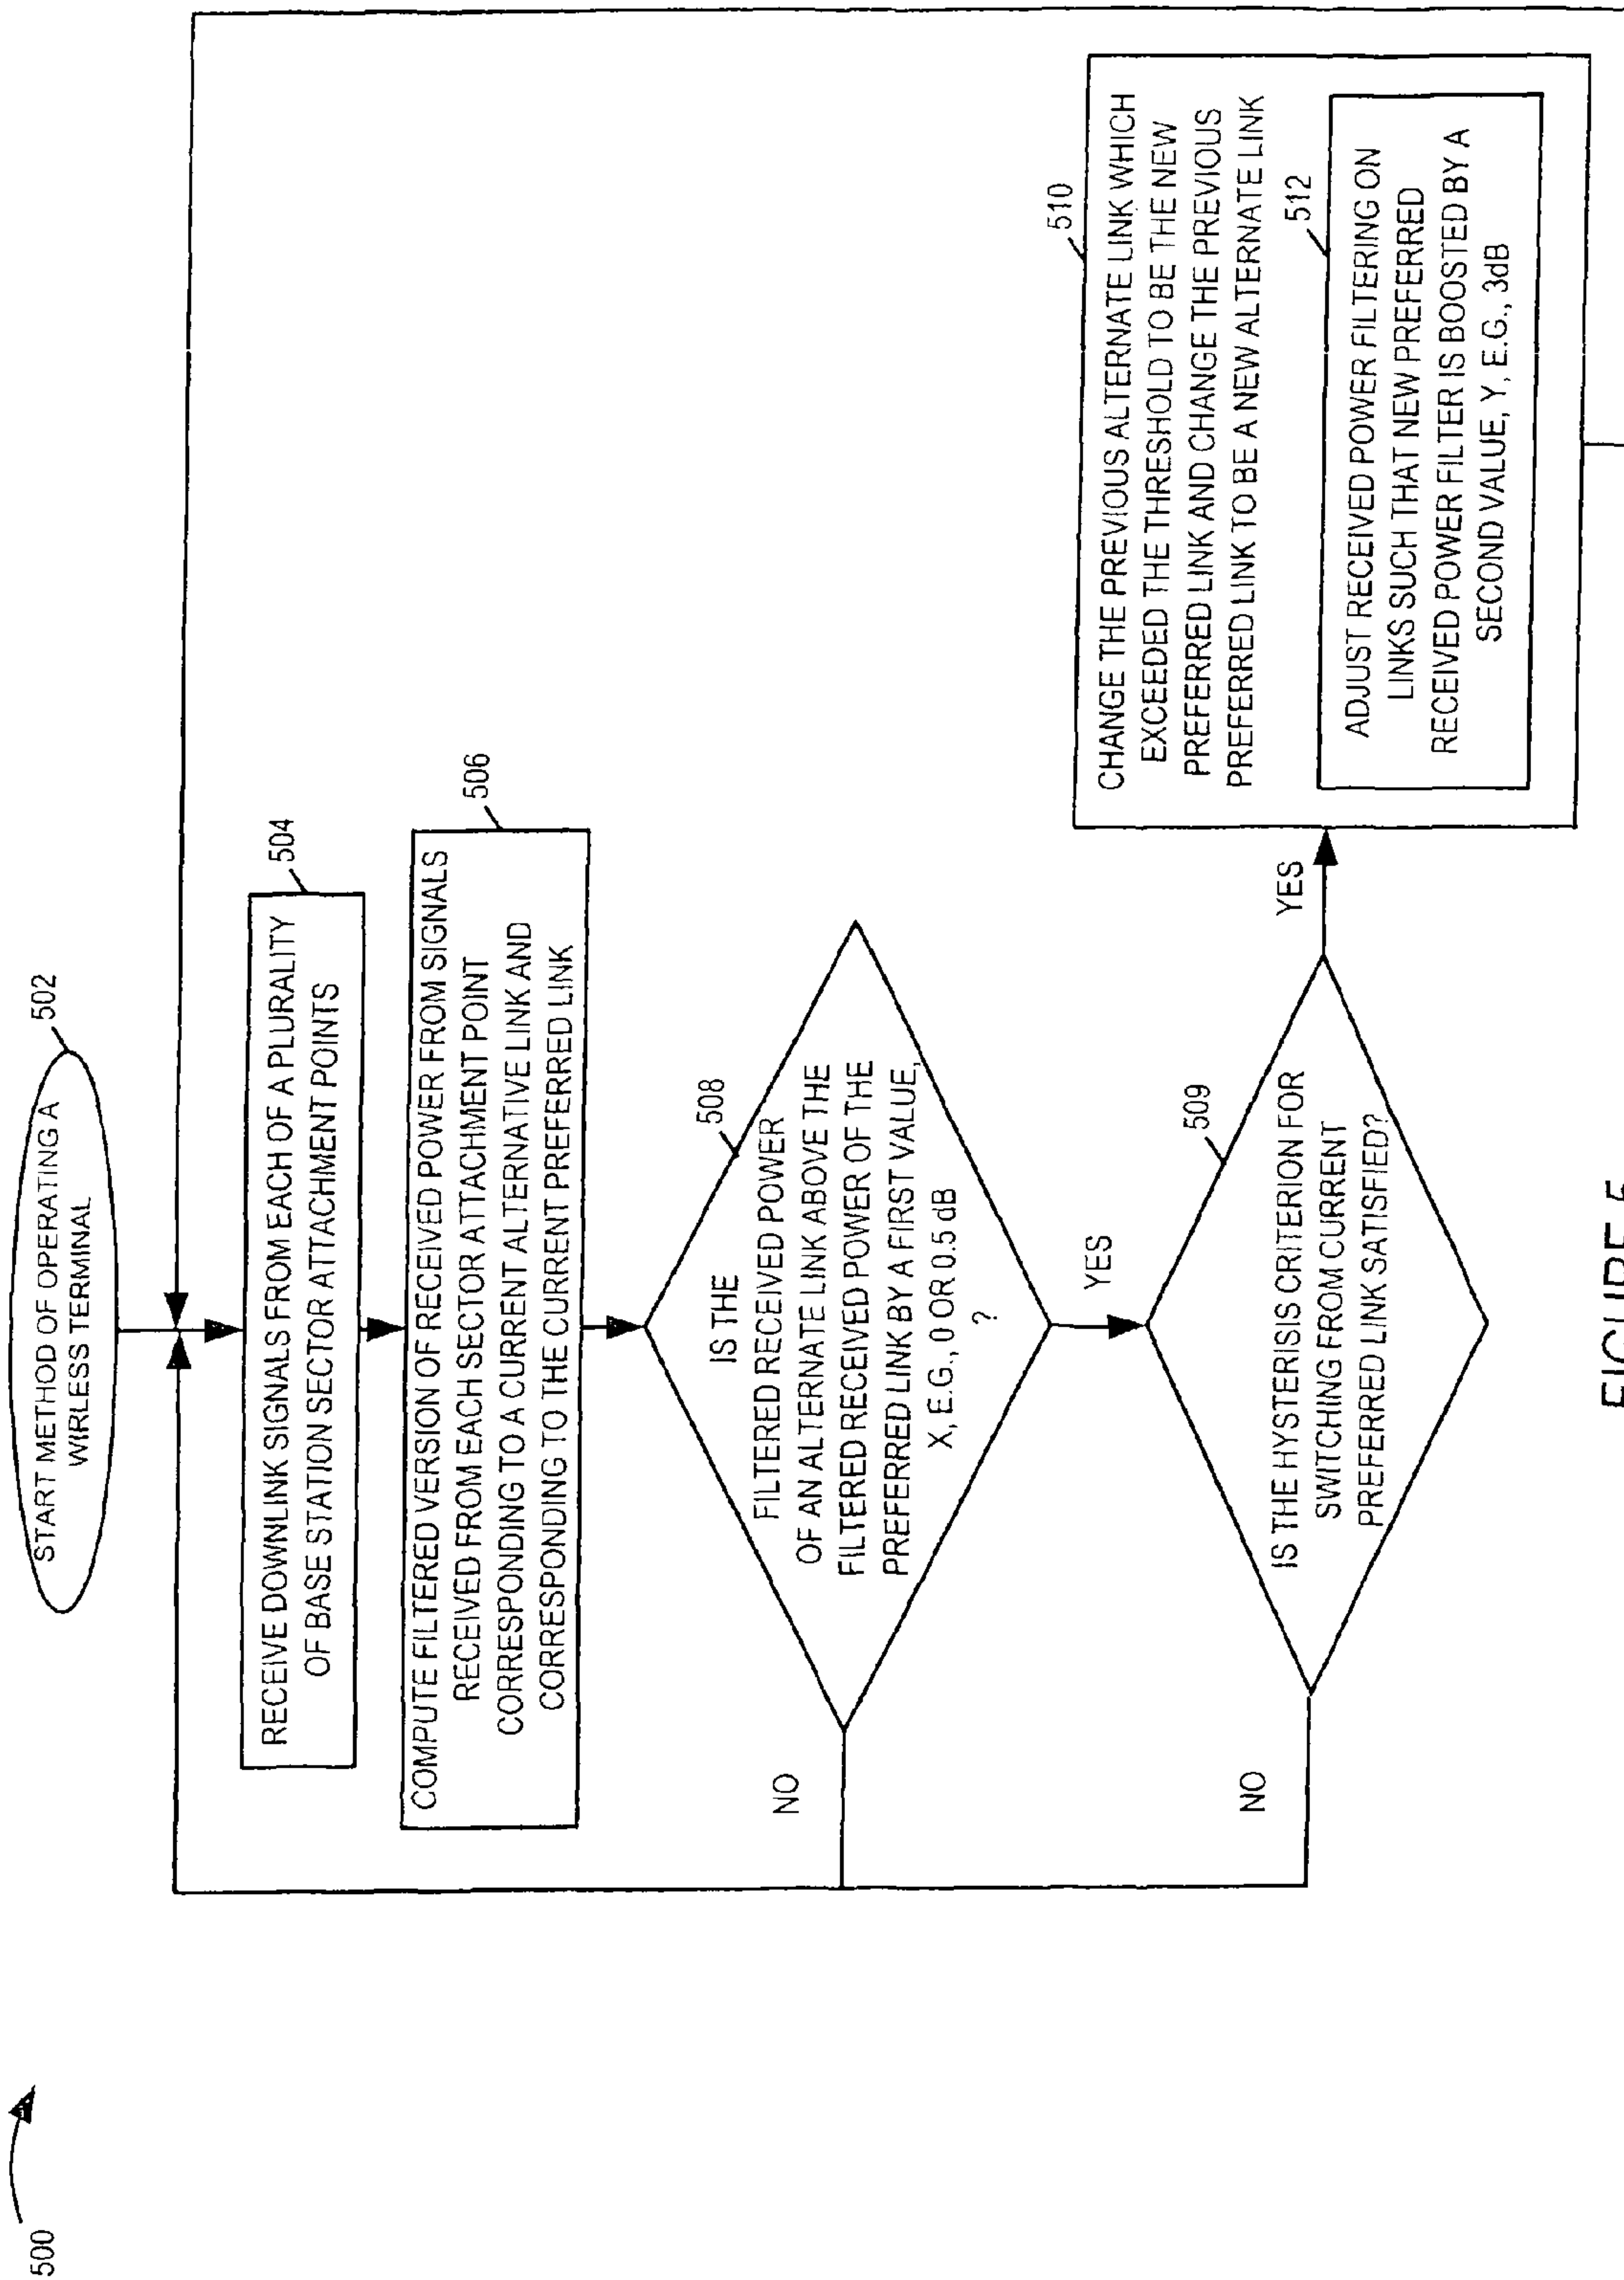 500
START METHOD OF OPERATING A
WIRLESS TERMINAL
502
RECEIVE DOWNLINK SIGNALS FROM EACH OF A PLURALITY
OF BASE STATION SECTOR ATTACHMENT POINTS
504
COMPUTE FILTERED VERSION OF RECEIVED POWER FROM SIGNALS
RECEIVED FROM EACH SECTOR ATTACHMENT POINT
CORRESPONDING TO A CURRENT ALTERNATIVE LINK AND
CORRESPONDING TO THE CURRENT PREFERRED LINK
506
508
IS THE
FILTERED RECEIVED POWER
OF AN ALTERNATE LINK ABOVE THE
FILTERED RECEIVED POWER OF THE
PREFERRED LINK BY A FIRST VALUE,
X, E.G., 0 OR 0.5 dB
?
NO
YES
509
IS THE HYSTERISIS CRITERION FOR
SWITCHING FROM CURRENT
PREFERRED LINK SATISFIED?
NO
YES
510
CHANGE THE PREVIOUS ALTERNATE LINK WHICH
EXCEEDED THE THRESHOLD TO BE THE NEW
PREFERRED LINK AND CHANGE THE PREVIOUS
PREFERRED LINK TO BE A NEW ALTERNATE LINK
512
ADJUST RECEIVED POWER FILTERING ON
LINKS SUCH THAT NEW PREFERRED
RECEIVED POWER FILTER IS BOOSTED BY A
SECOND VALUE, Y, E.G., 3dB